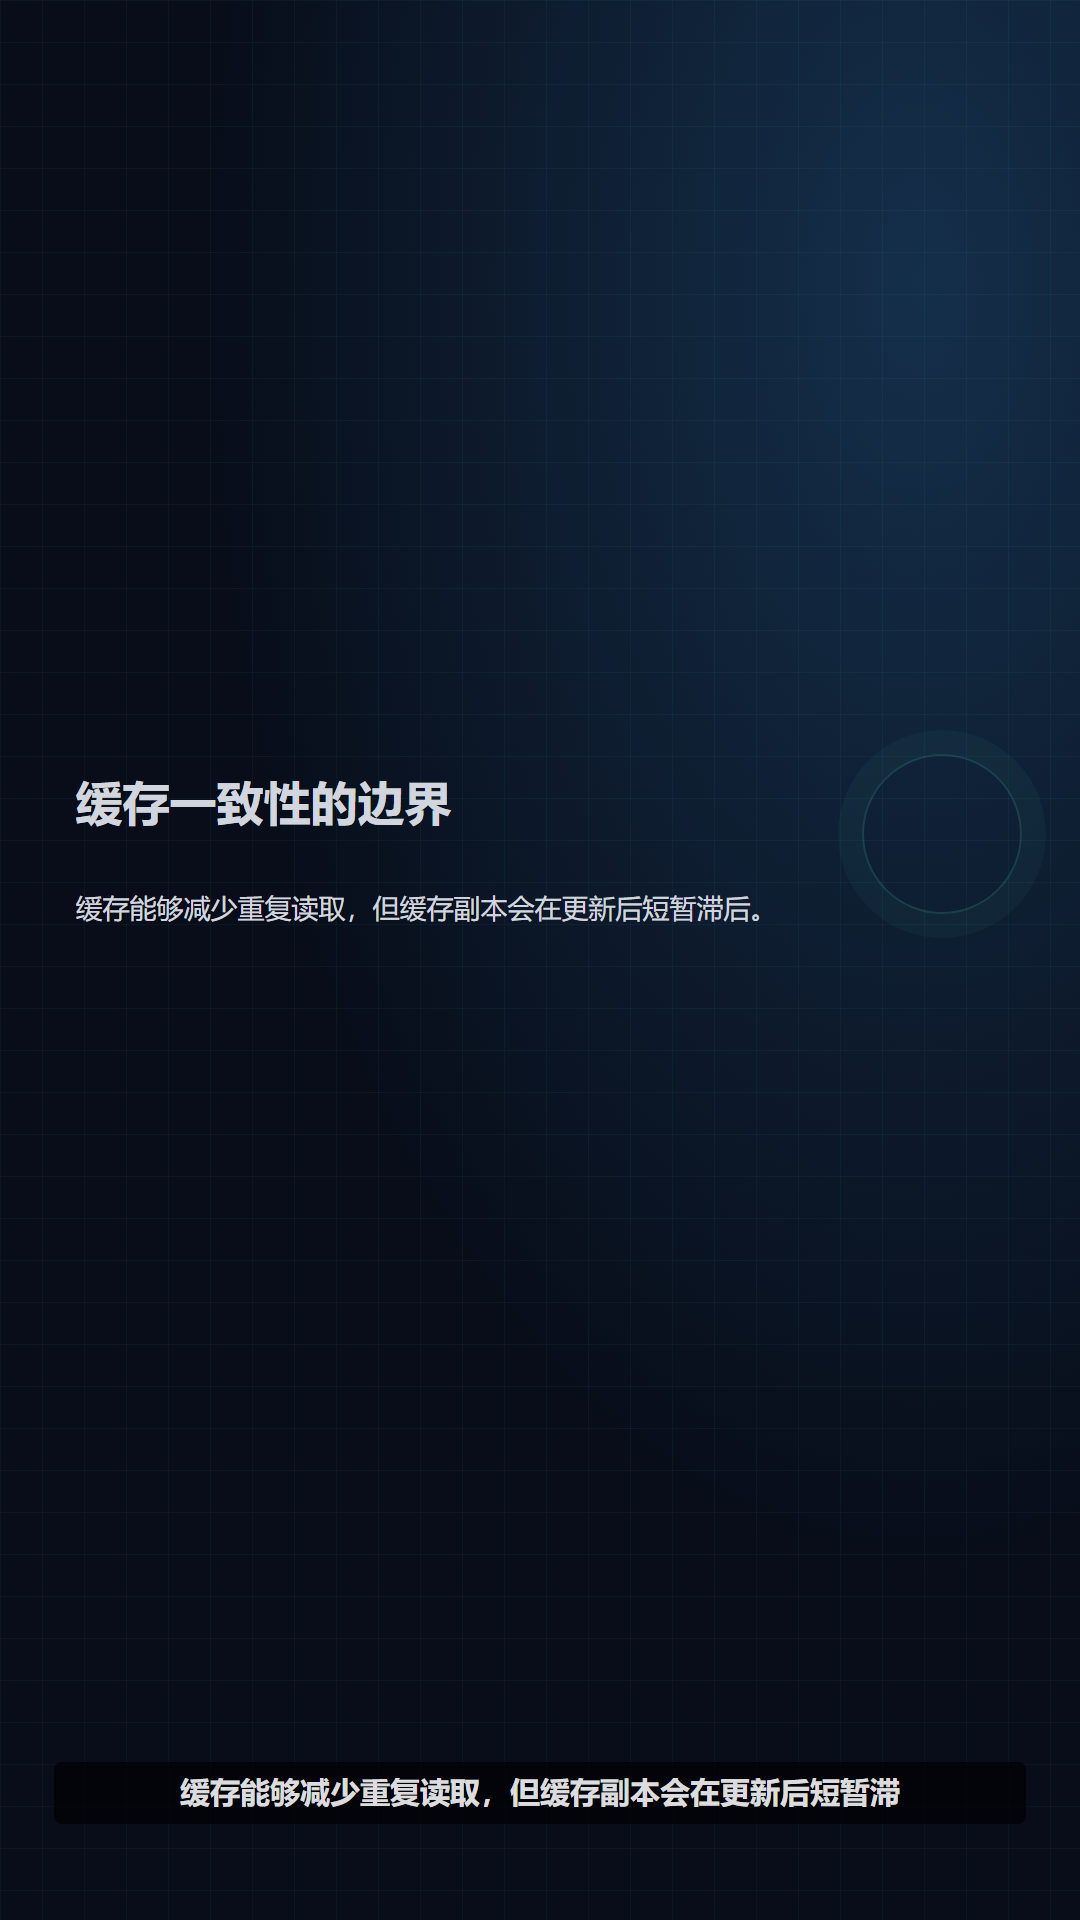 缓存一致性的边界
缓存能够减少重复读取，但缓存副本会在更新后短暂滞后。
缓存能够减少重复读取，但缓存副本会在更新后短暂滞